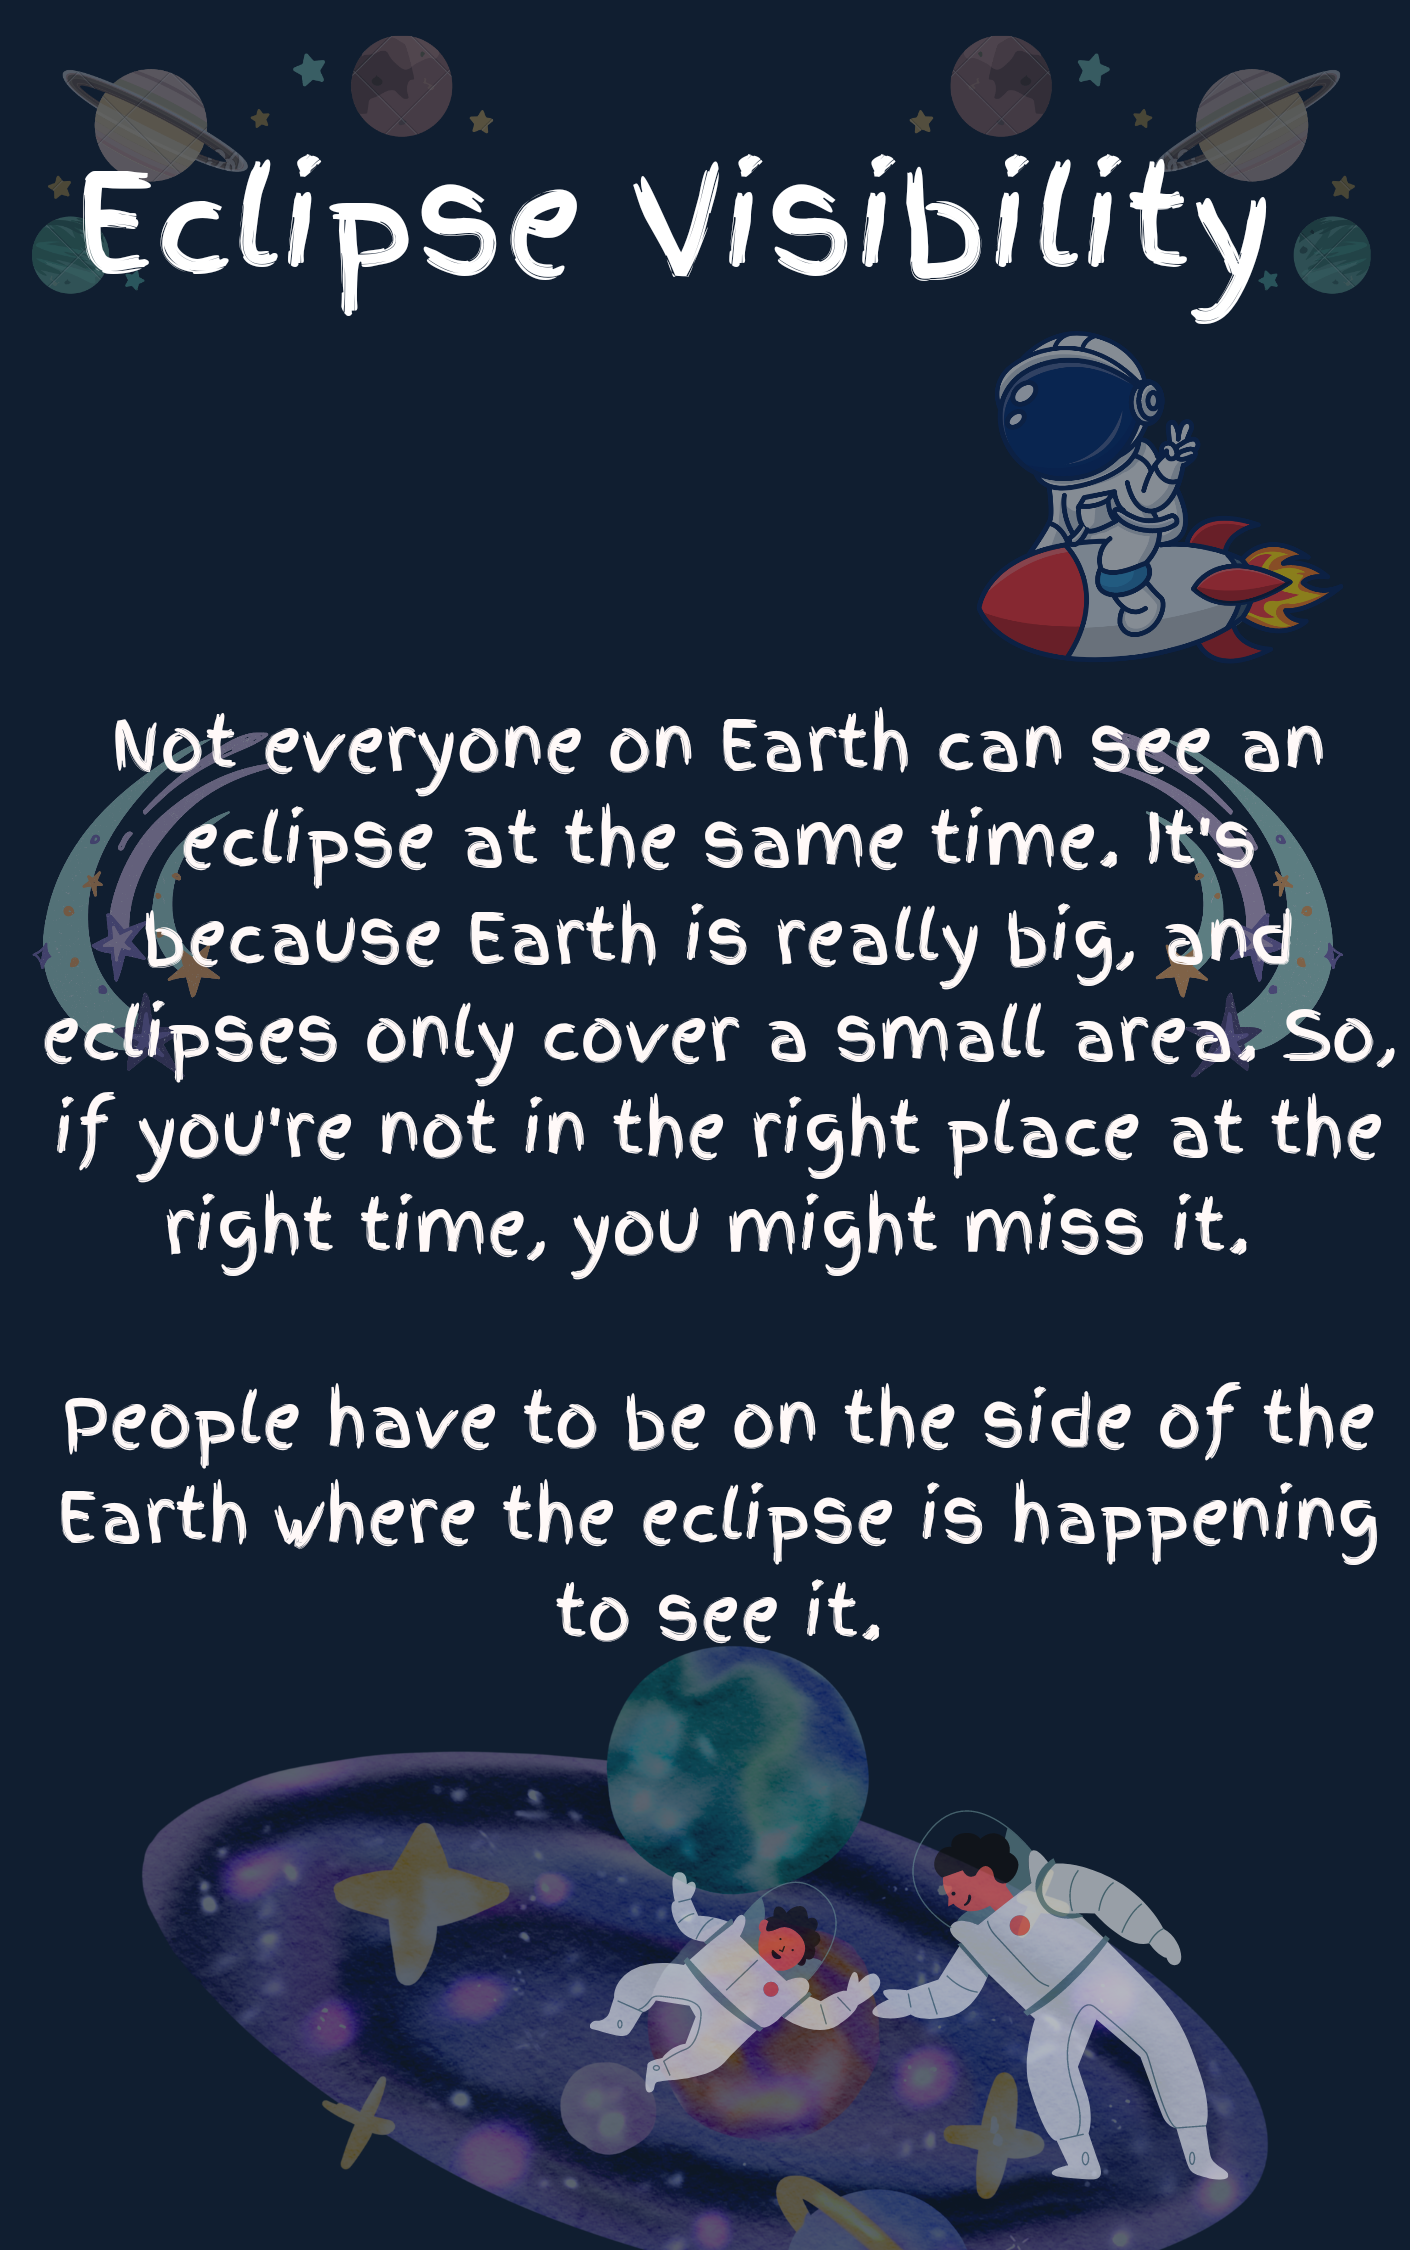 Eclipse Visibility
Not everyone on Earth can see an
eclipse at the same time. It's
because Earth is really big, and
eclipses only cover a small area. So,
if you're not in the right place at the
right time, you might miss it.
People have to be on the side of the
Earth where the eclipse is happening
to see it.